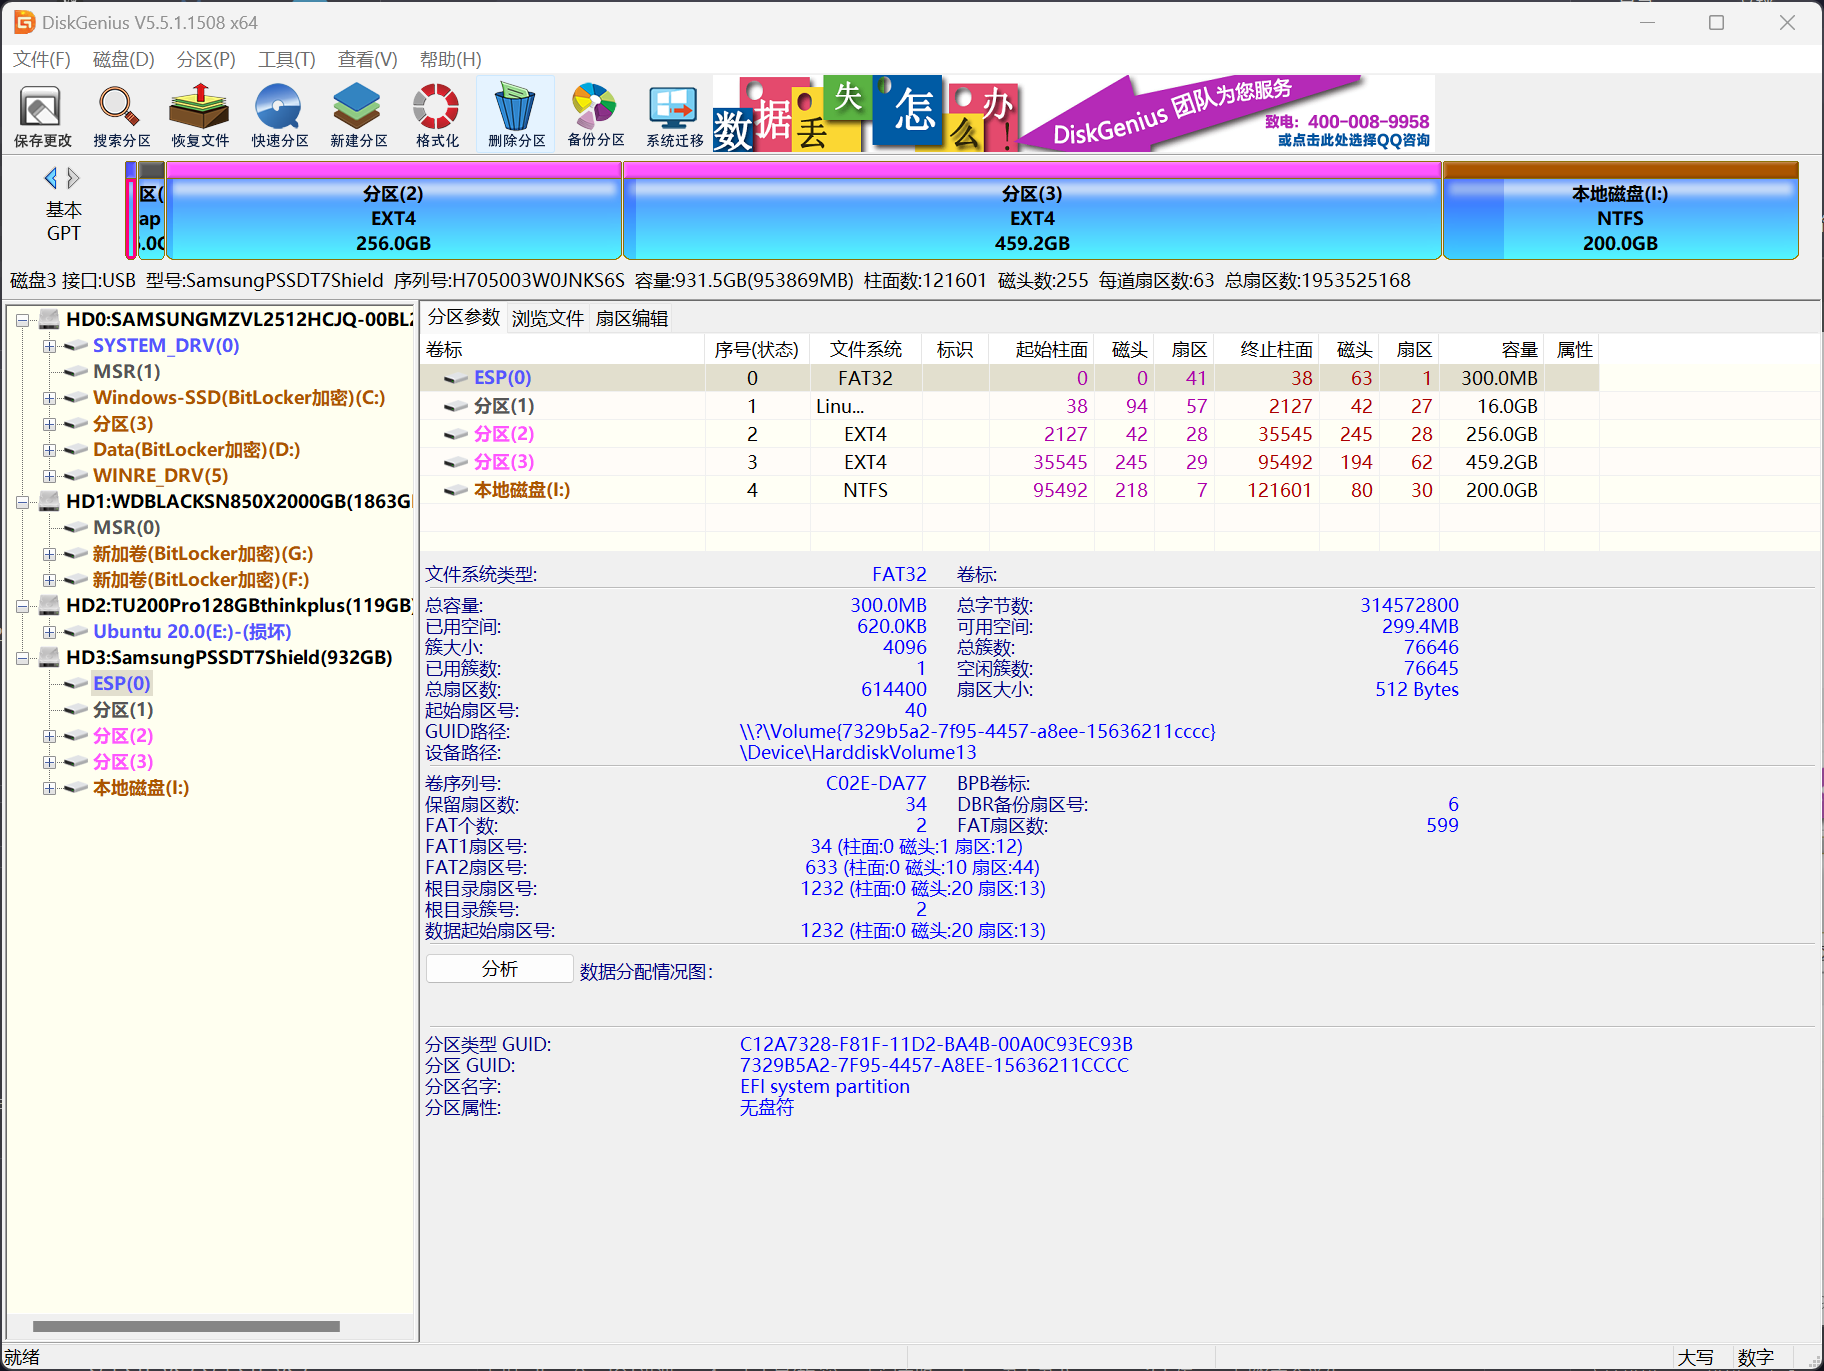 DiskGenius V5.5.1.1508 x64
文件(F) 磁盘(D) 分区(P) 工具(T) 查看(V) 帮助(H)
保存更改 搜索分区 恢复文件 快速分区 新建分区 格式化 删除分区 备份分区 系统迁移
数据丢失怎么办!
DiskGenius 团队为您服务
致电：400-008-9958
或点击此处选择QQ咨询
基本
GPT
区(
ap
.0G
分区(2)
EXT4
256.0GB
分区(3)
EXT4
459.2GB
本地磁盘(I:)
NTFS
200.0GB
磁盘3 接口:USB 型号:SamsungPSSDT7Shield 序列号:H705003W0JNKS6S 容量:931.5GB(953869MB) 柱面数:121601 磁头数:255 每道扇区数:63 总扇区数:1953525168
HD0:SAMSUNGMZVL2512HCJQ-00BL2
SYSTEM_DRV(0)
MSR(1)
Windows-SSD(BitLocker加密)(C:)
分区(3)
Data(BitLocker加密)(D:)
WINRE_DRV(5)
HD1:WDBLACKSN850X2000GB(1863GB
MSR(0)
新加卷(BitLocker加密)(G:)
新加卷(BitLocker加密)(F:)
HD2:TU200Pro128GBthinkplus(119GB)
Ubuntu 20.0(E:)-(损坏)
HD3:SamsungPSSDT7Shield(932GB)
ESP(0)
分区(1)
分区(2)
分区(3)
本地磁盘(I:)
分区参数 浏览文件 扇区编辑
卷标 序号(状态) 文件系统 标识 起始柱面 磁头 扇区 终止柱面 磁头 扇区 容量 属性
ESP(0) 0 FAT32 0 0 41 38 63 1 300.0MB
分区(1) 1 Linu... 38 94 57 2127 42 27 16.0GB
分区(2) 2 EXT4 2127 42 28 35545 245 28 256.0GB
分区(3) 3 EXT4 35545 245 29 95492 194 62 459.2GB
本地磁盘(I:) 4 NTFS 95492 218 7 121601 80 30 200.0GB
文件系统类型: FAT32 卷标:
总容量: 300.0MB 总字节数: 314572800
已用空间: 620.0KB 可用空间: 299.4MB
簇大小: 4096 总簇数: 76646
已用簇数: 1 空闲簇数: 76645
总扇区数: 614400 扇区大小: 512 Bytes
起始扇区号: 40
GUID路径: \\?\Volume{7329b5a2-7f95-4457-a8ee-15636211cccc}
设备路径: \Device\HarddiskVolume13
卷序列号: C02E-DA77 BPB卷标:
保留扇区数: 34 DBR备份扇区号: 6
FAT个数: 2 FAT扇区数: 599
FAT1扇区号: 34 (柱面:0 磁头:1 扇区:12)
FAT2扇区号: 633 (柱面:0 磁头:10 扇区:44)
根目录扇区号: 1232 (柱面:0 磁头:20 扇区:13)
根目录簇号: 2
数据起始扇区号: 1232 (柱面:0 磁头:20 扇区:13)
分析 数据分配情况图:
分区类型 GUID: C12A7328-F81F-11D2-BA4B-00A0C93EC93B
分区 GUID: 7329B5A2-7F95-4457-A8EE-15636211CCCC
分区名字: EFI system partition
分区属性: 无盘符
就绪 大写 数字